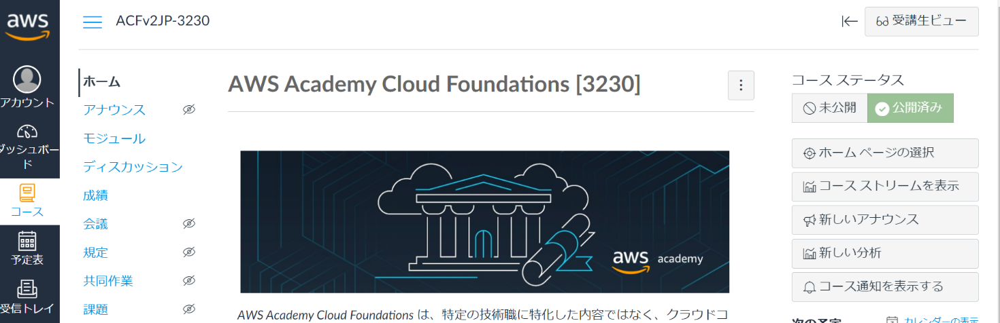 aws
アカウント
ダッシュボー
ド
コース
予定表
受信トレイ
ACFv2JP-3230
受講生ビュー
ホーム
アナウンス
モジュール
ディスカッション
成績
会議
規定
共同作業
課題
AWS Academy Cloud Foundations [3230]
aws academy
AWS Academy Cloud Foundations は、特定の技術職に特化した内容ではなく、クラウドコ
コース ステータス
未公開
公開済み
ホーム ページの選択
コース ストリームを表示
新しいアナウンス
新しい分析
コース通知を表示する
次の予定
カレンダーの表示